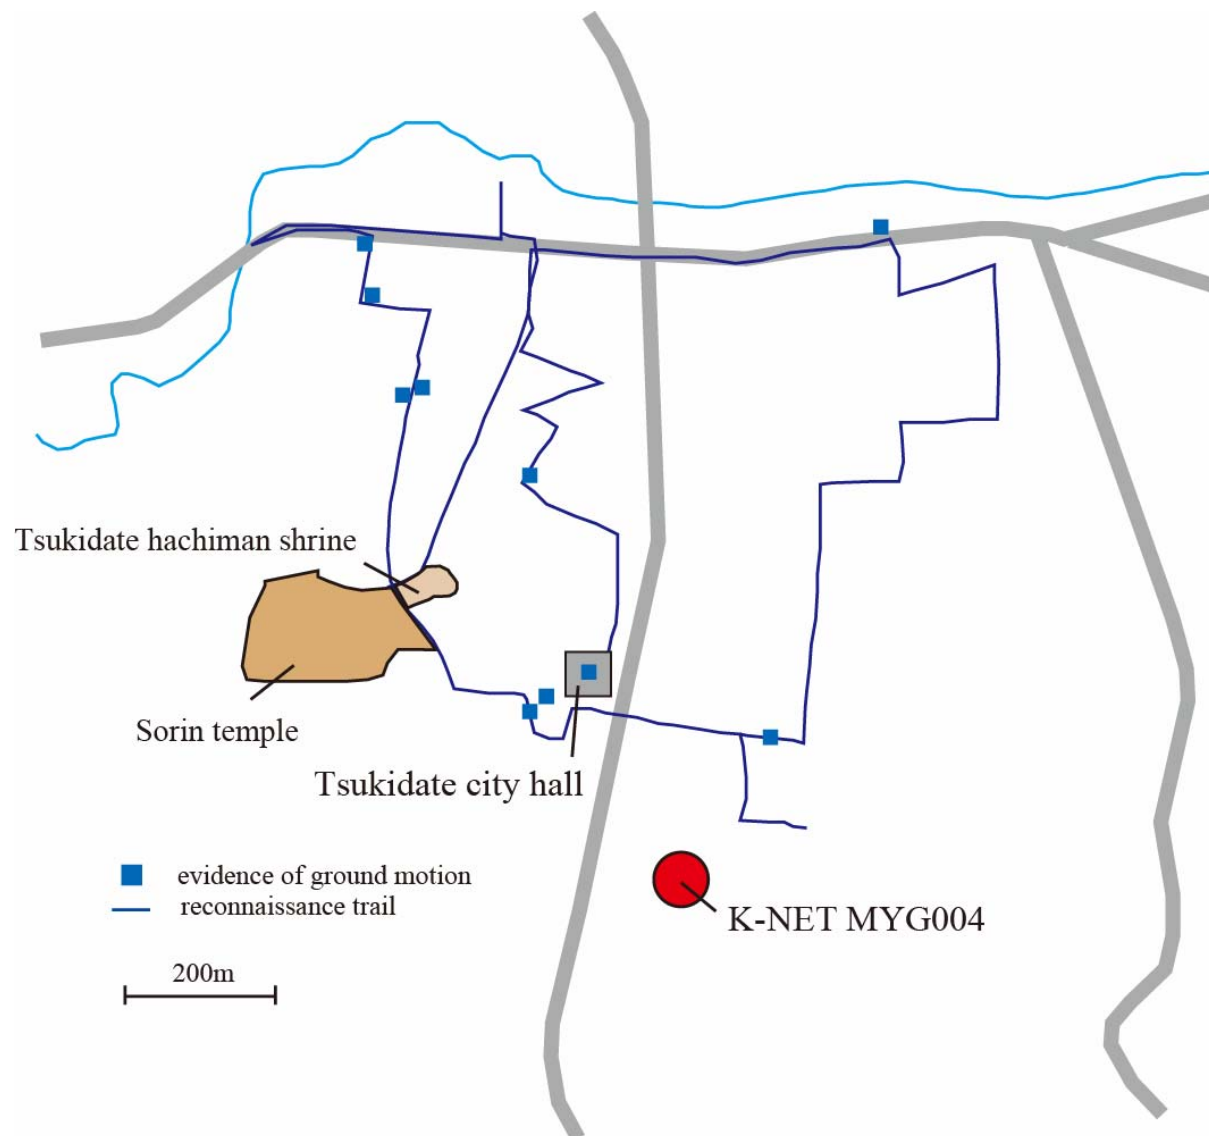 Tsukidate hachiman shrine
Sorin temple
Tsukidate city hall
evidence of ground motion
reconnaissance trail
K-NET MYG004
200m